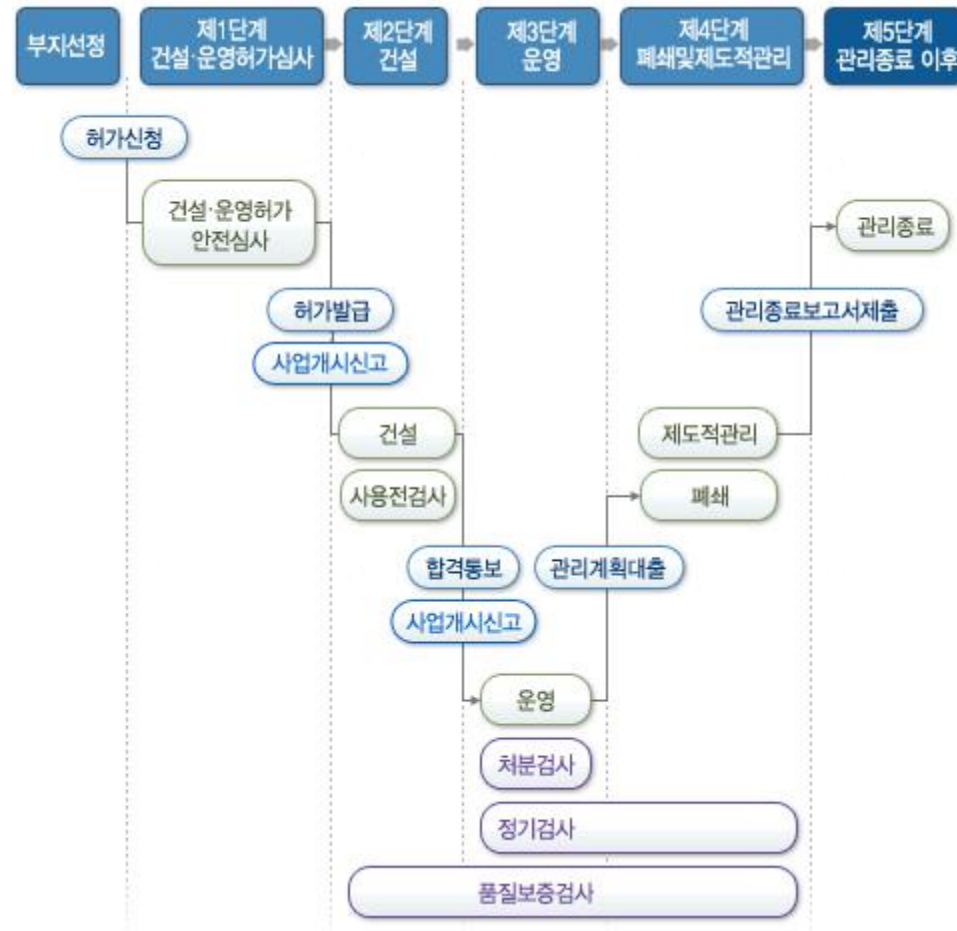 부지선정
제1단계
건설·운영허가심사
제2단계
건설
제3단계
운영
제4단계
폐쇄및제도적관리
제5단계
관리종료 이후
허가신청
건설·운영허가
안전심사
관리종료
허가발급
관리종료보고서제출
사업개시신고
건설
제도적관리
사용전검사
폐쇄
합격통보
관리계획대출
사업개시신고
운영
처분검사
정기검사
품질보증검사